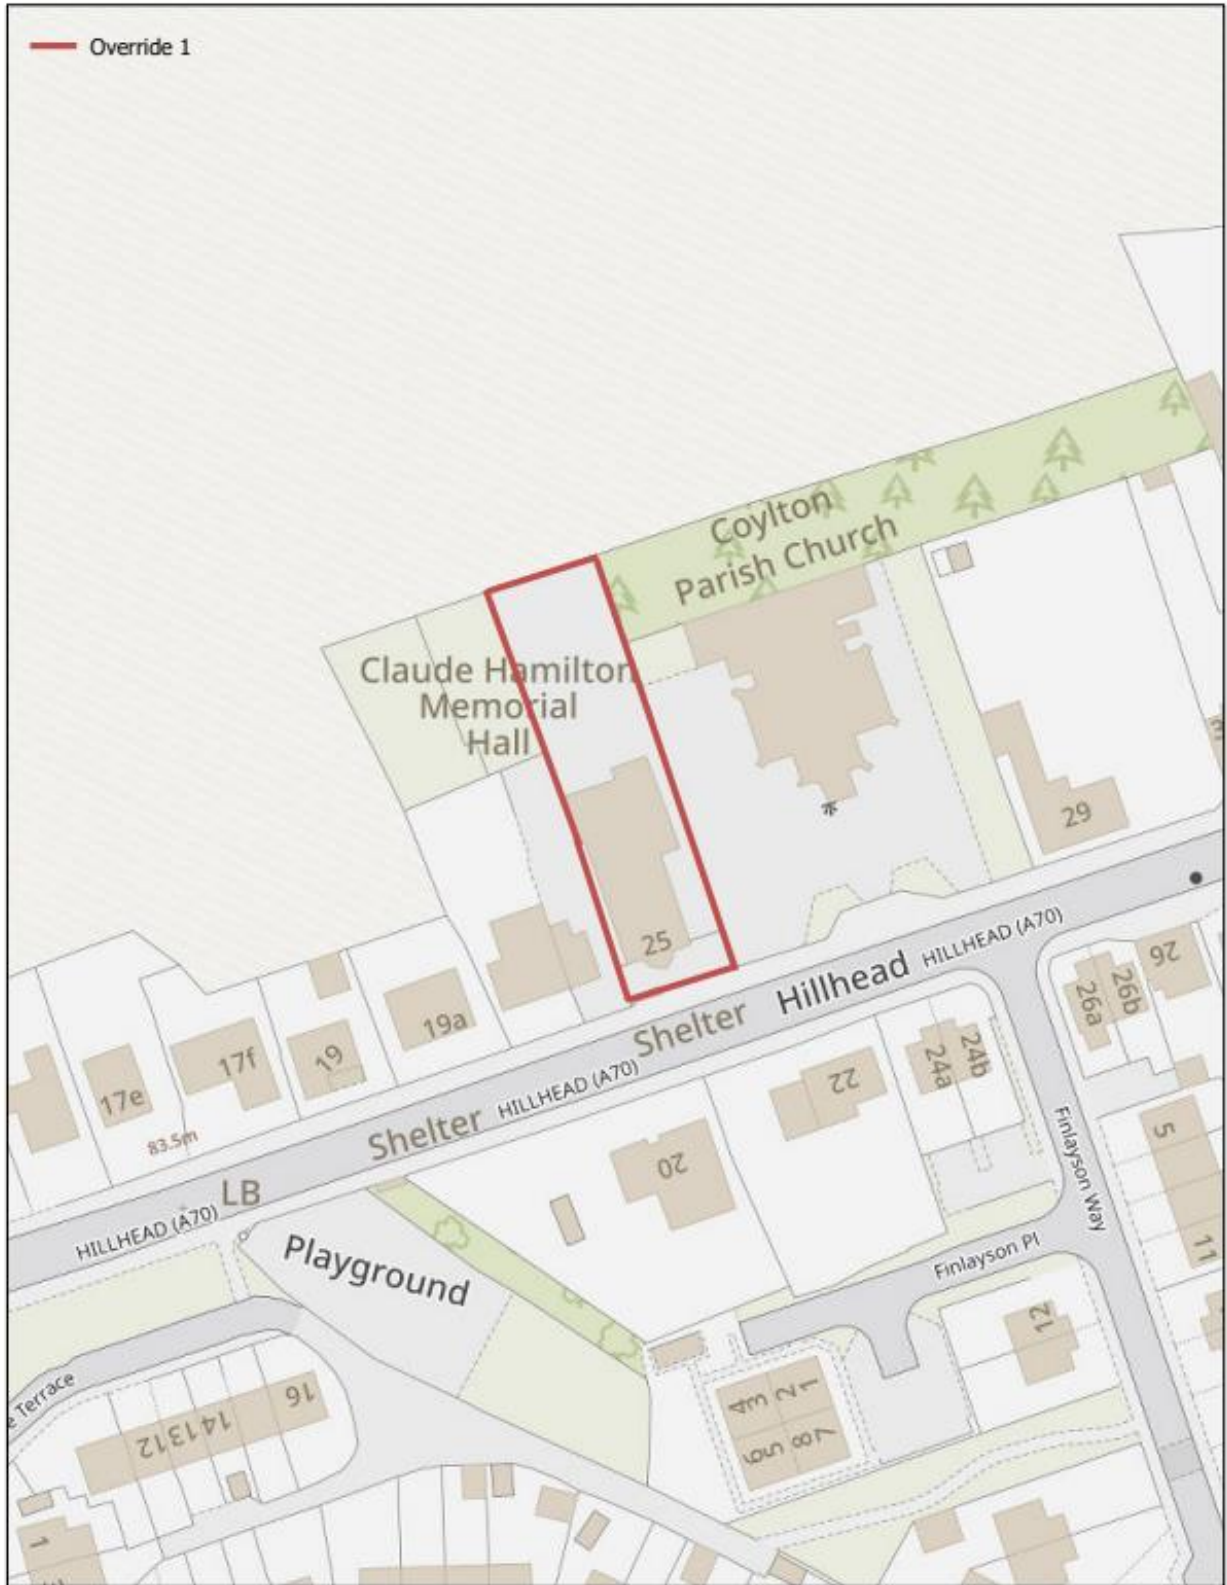 Override 1
Coylton
Parish Church
Claude Hamilton
Memorial
Hall
29
25
Hillhead
HILLHEAD (A70)
26
26b
26a
Shelter
19a
24b
24a
22
17f
19
17e
HILLHEAD (A70)
Shelter
83.5m
20
5
Finlayson Way
LB
HILLHEAD (A70)
Playground
Finlayson Pl
11
12
Terrace
16
14 13 12
4 3 2 1
6 5 8 7
1